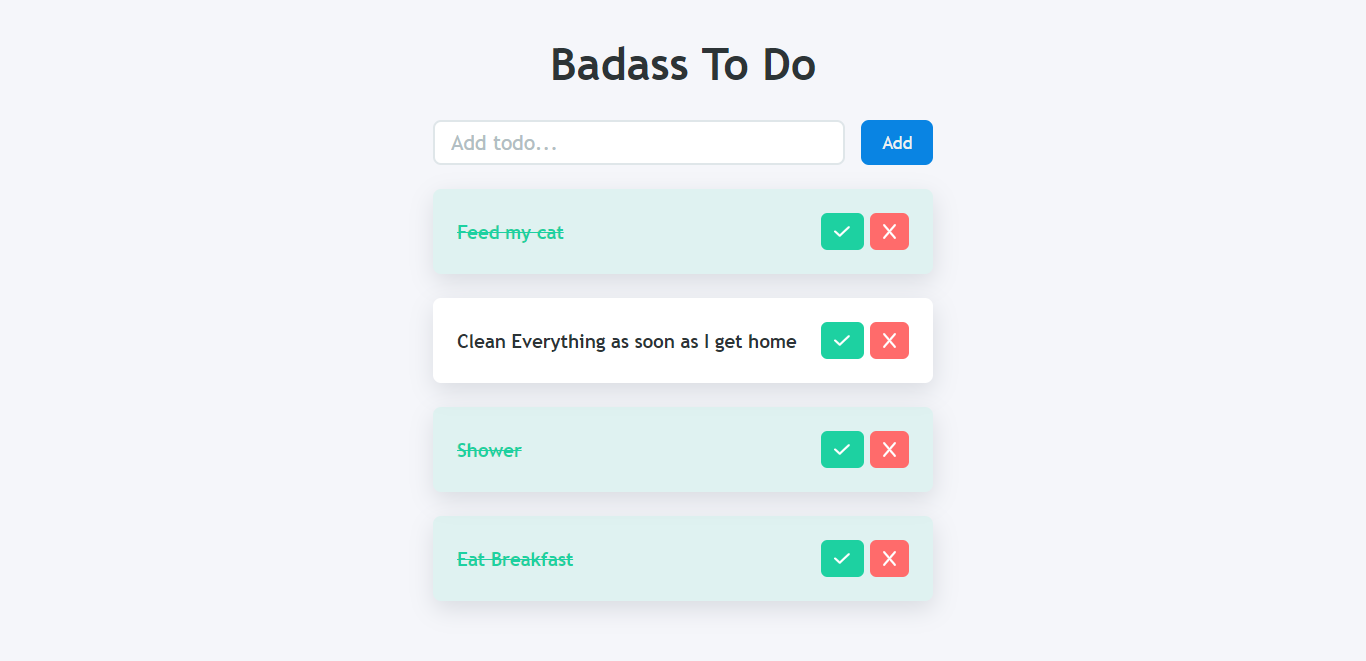 Badass To Do
Add todo...
Add
Feed my cat
Clean Everything as soon as I get home
Shower
Eat Breakfast